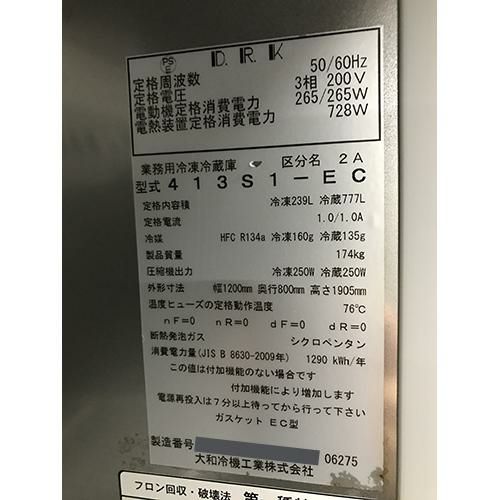 PS
E
D.R.K
定格周波数 50/60Hz
定格電圧 3相 200V
電動機定格消費電力 265/265W
電熱装置定格消費電力 728W
業務用冷凍冷蔵庫 区分名 2A
型式 413S1-EC
定格内容積 冷凍239L 冷蔵777L
定格電流 1.0/1.0A
冷媒 HFC R134a 冷凍160g 冷蔵135g
製品質量 174kg
圧縮機出力 冷凍250W 冷蔵250W
外形寸法 幅1200mm 奥行800mm 高さ1905mm
温度ヒューズの定格動作温度 76℃
nF=0 nR=0 dF=0 dR=0
断熱発泡ガス シクロペンタン
消費電力量(JIS B 8630-2009年) 1290 kWh/年
この値は付加機能のない場合です
付加機能により増加します
電源再投入は7分以上待ってから行って下さい
ガスケット EC型
製造番号 06275
大和冷機工業株式会社
フロン回収・破壊法 第一種